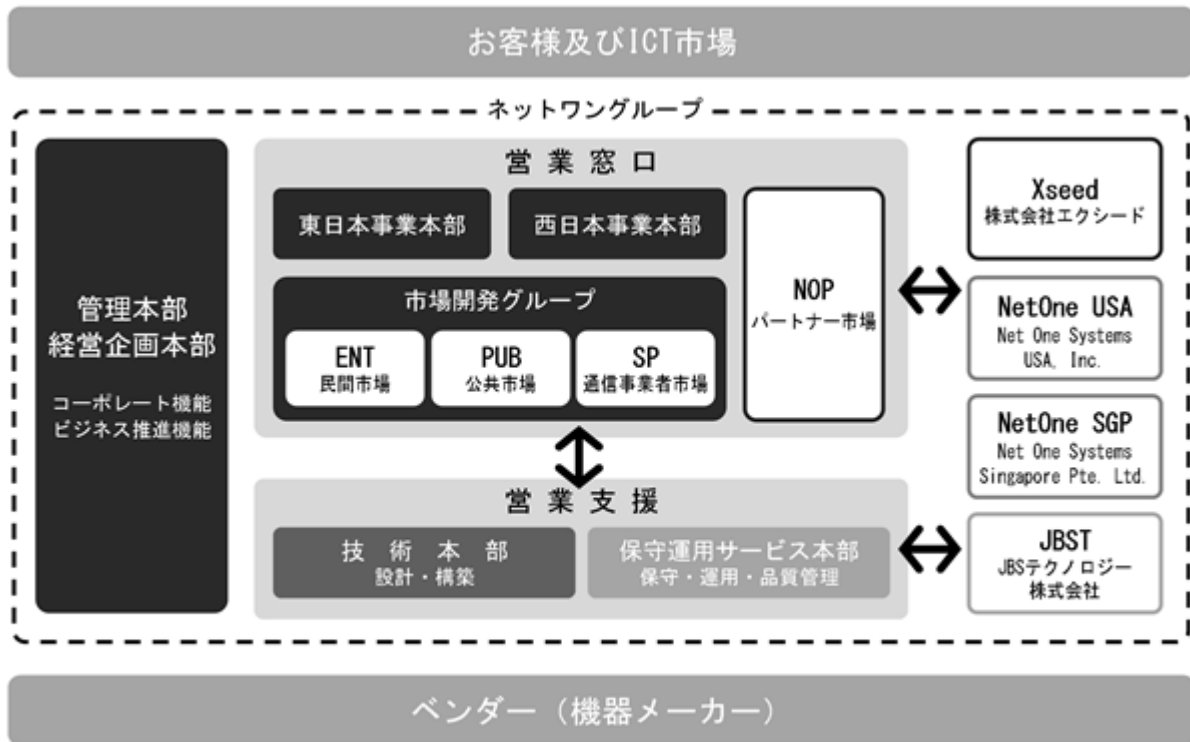 お客様及びICT市場
ネットワングループ
管理本部
経営企画本部
コーポレート機能
ビジネス推進機能
営業窓口
東日本事業本部
西日本事業本部
市場開発グループ
ENT
民間市場
PUB
公共市場
SP
通信事業者市場
NOP
パートナー市場
営業支援
技術本部
設計・構築
保守運用サービス本部
保守・運用・品質管理
Xseed
株式会社エクシード
NetOne USA
Net One Systems
USA, Inc.
NetOne SGP
Net One Systems
Singapore Pte. Ltd.
JBST
JBSテクノロジー
株式会社
ベンダー（機器メーカー）